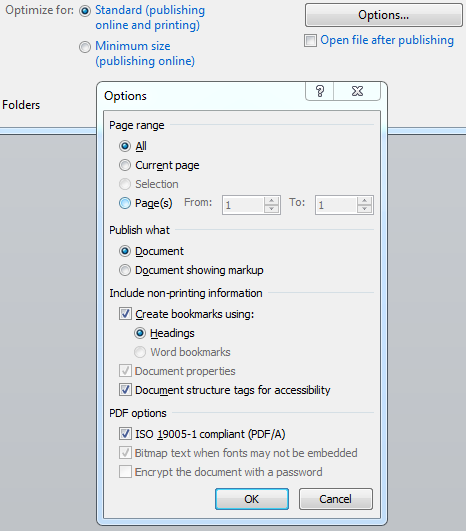 Optimize for: Standard (publishing
online and printing)
Minimum size
(publishing online)
Options...
Open file after publishing
Folders
Options
?
Page range
All
Current page
Selection
Page(s) From: 1 To: 1
Publish what
Document
Document showing markup
Include non-printing information
Create bookmarks using:
Headings
Word bookmarks
Document properties
Document structure tags for accessibility
PDF options
ISO 19005-1 compliant (PDF/A)
Bitmap text when fonts may not be embedded
Encrypt the document with a password
OK Cancel